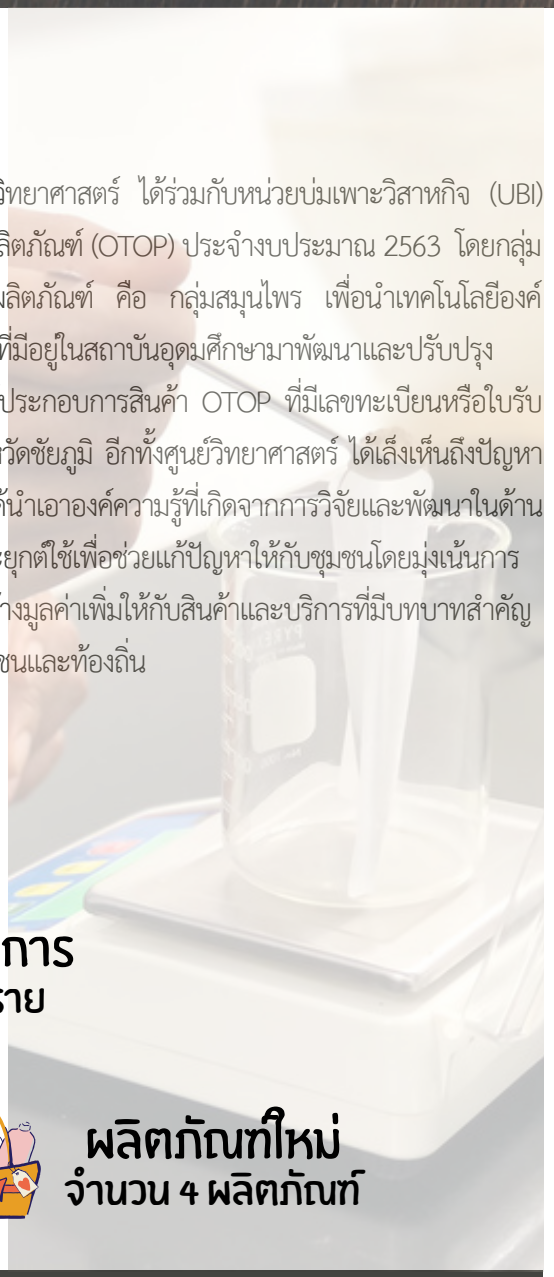 วิทยาศาสตร์ ได้ร่วมกับหน่วยบ่มเพาะวิสาหกิจ (UBI)
ลิตภัณฑ์ (OTOP) ประจำงบประมาณ 2563 โดยกลุ่ม
ผลิตภัณฑ์ คือ กลุ่มสมุนไพร เพื่อนำเทคโนโลยีองค์
ที่มีอยู่ในสถาบันอุดมศึกษามาพัฒนาและปรับปรุง
ประกอบการสินค้า OTOP ที่มีเลขทะเบียนหรือใบรับ
วัดชัยภูมิ อีกทั้งศูนย์วิทยาศาสตร์ ได้เล็งเห็นถึงปัญหา
นำเอาองค์ความรู้ที่เกิดจากการวิจัยและพัฒนาในด้าน
ยุกต์ใช้เพื่อช่วยแก้ปัญหาให้กับชุมชนโดยมุ่งเน้นการ
างมูลค่าเพิ่มให้กับสินค้าและบริการที่มีบทบาทสำคัญ
ชนและท้องถิ่น
การ
ราย
ผลิตภัณฑ์ใหม่
จำนวน 4 ผลิตภัณฑ์